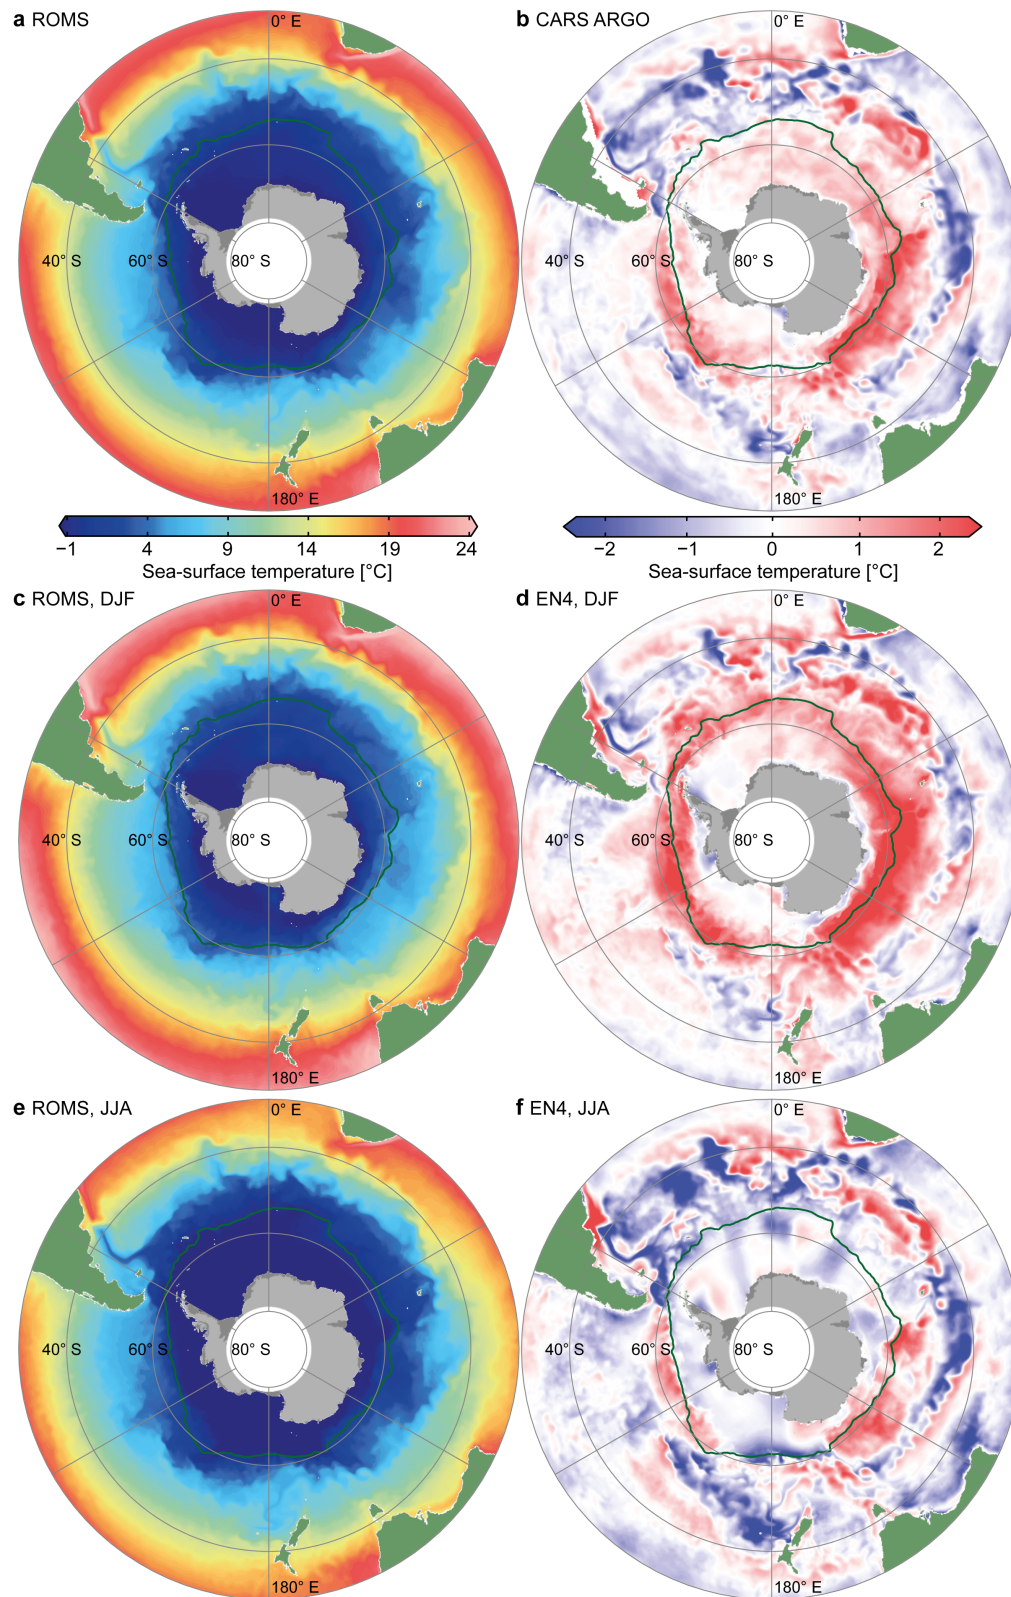 a ROMS
0° E
40° S
60° S
80° S
180° E
b CARS ARGO
0° E
40° S
60° S
80° S
180° E
−1 4 9 14 19 24
Sea-surface temperature [°C]
−2 −1 0 1 2
Sea-surface temperature [°C]
c ROMS, DJF
0° E
40° S
60° S
80° S
180° E
d EN4, DJF
0° E
40° S
60° S
80° S
180° E
e ROMS, JJA
0° E
40° S
60° S
80° S
180° E
f EN4, JJA
0° E
40° S
60° S
80° S
180° E